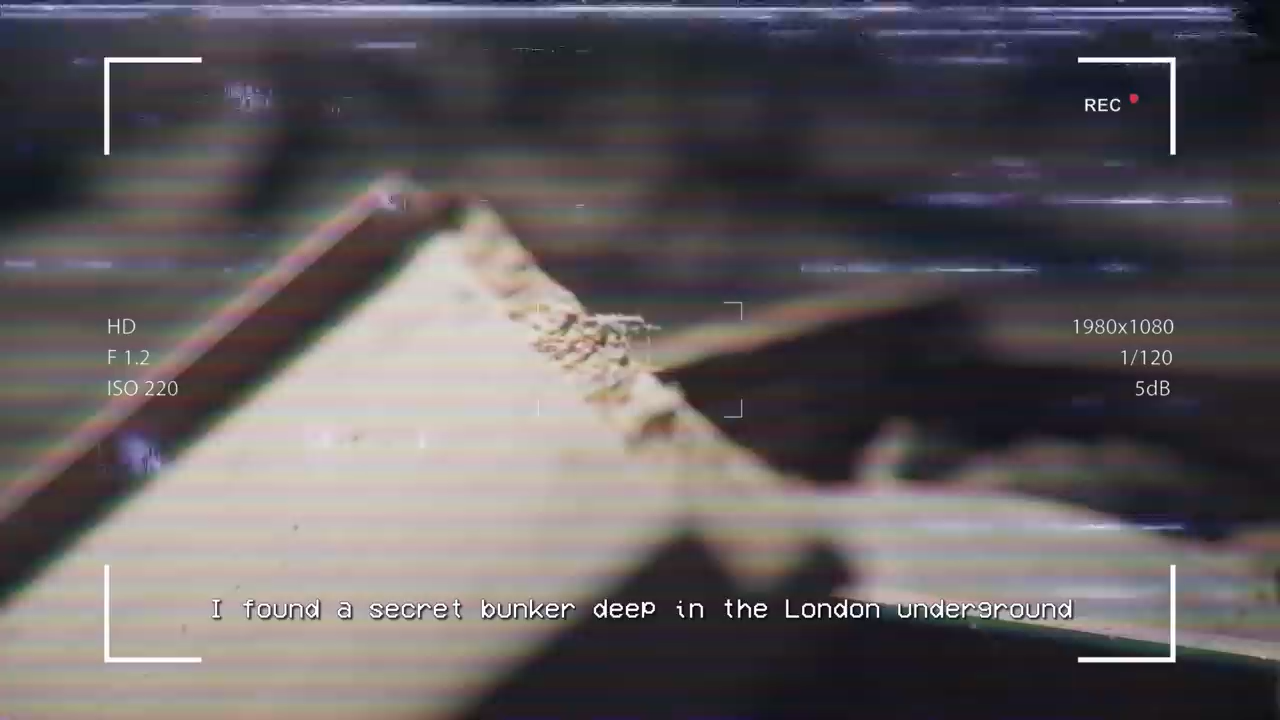 REC
HD
F 1.2
ISO 220
1980x1080
1/120
5dB
I found a secret bunker deep in the London underground